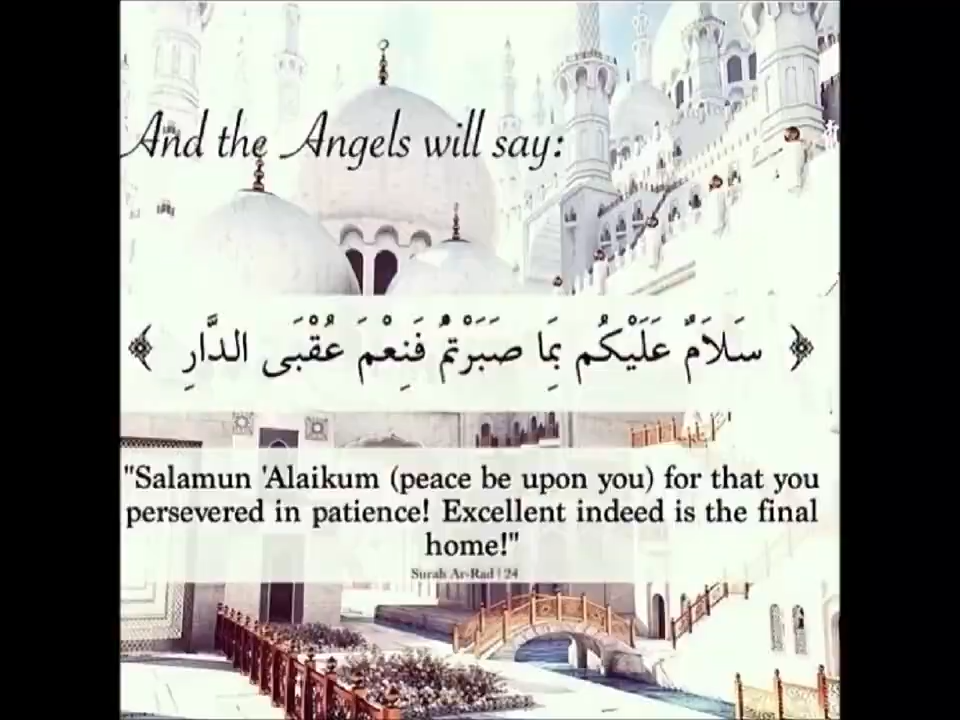 And the Angels will say:
﴿ سَلَامٌ عَلَيْكُم بِمَا صَبَرْتُمْ فَنِعْمَ عُقْبَى الدَّارِ ﴾
"Salamun 'Alaikum (peace be upon you) for that you
persevered in patience! Excellent indeed is the final
home!"
Surah Ar-Rad | 24